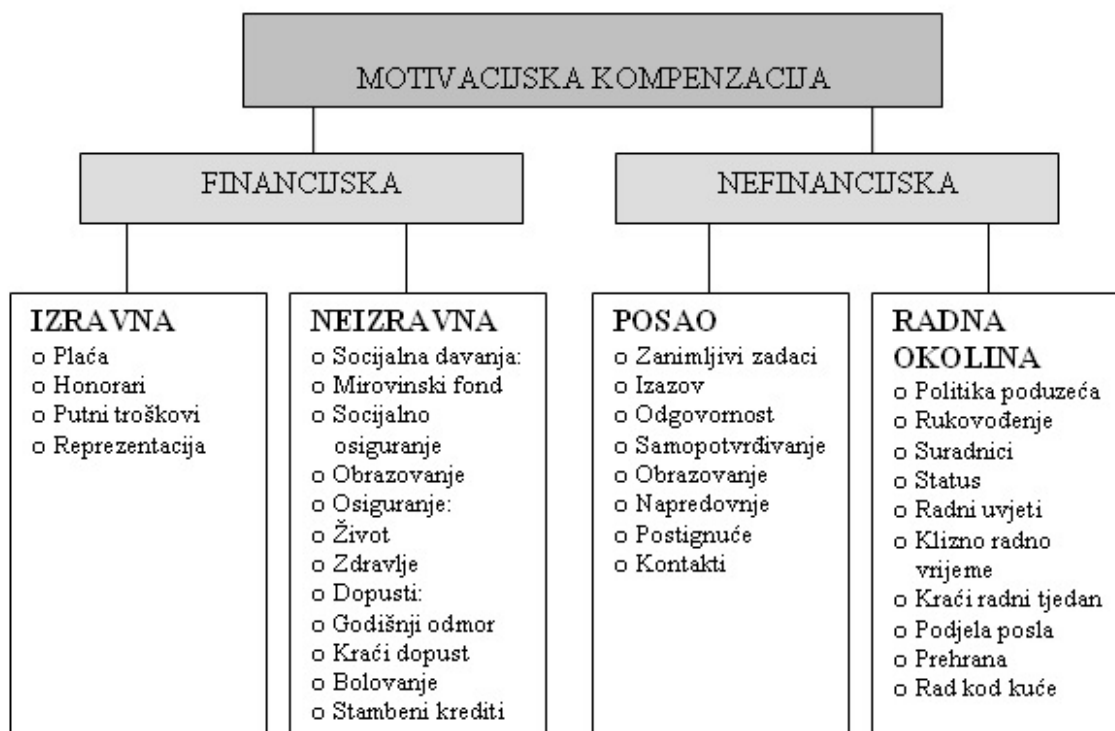 MOTIVACIJSKA KOMPENZACIJA
FINANCIJSKA
NEFINANCIJSKA
IZRAVNA
o Plaća
o Honorari
o Putni troškovi
o Reprezentacija
NEIZRAVNA
o Socijalna davanja:
o Mirovinski fond
o Socijalno
osiguranje
o Obrazovanje
o Osiguranje:
o Život
o Zdravlje
o Dopusti:
o Godišnji odmor
o Kraći dopust
o Bolovanje
o Stambeni krediti
POSAO
o Zanimljivi zadaci
o Izazov
o Odgovornost
o Samopotvrđivanje
o Obrazovanje
o Napredovnje
o Postignuće
o Kontakti
RADNA
OKOLINA
o Politika poduzeća
o Rukovođenje
o Suradnici
o Status
o Radni uvjeti
o Klizno radno
vrijeme
o Kraći radni tjedan
o Podjela posla
o Prehrana
o Rad kod kuće